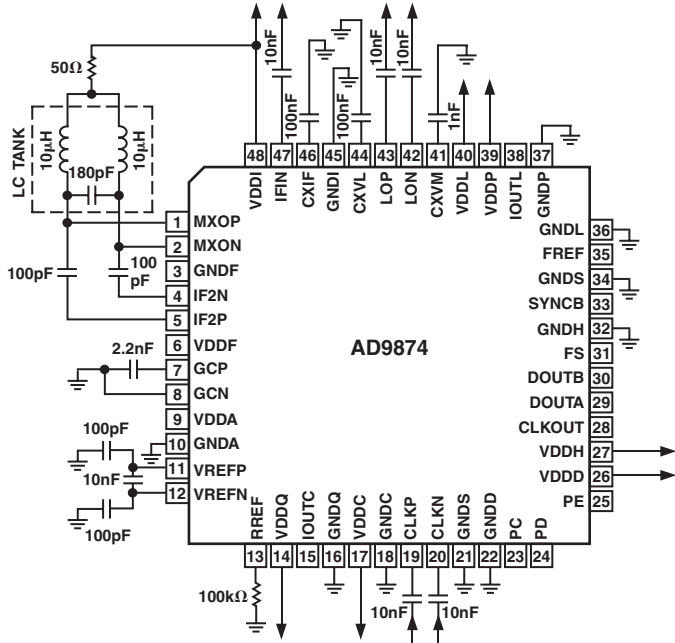 50Ω
LC TANK
10μH
10μH
180pF
100pF
100
pF
10nF
100nF
100nF
10nF
10nF
1nF
48 47 46 45 44 43 42 41 40 39 38 37
VDDI IFIN CXIF GNDI CXVL LOP LON CXVM VDDL VDDP IOUTL GNDP
1 MXOP
2 MXON
3 GNDF
4 IF2N
5 IF2P
6 VDDF
2.2nF
7 GCP
8 GCN
9 VDDA
10 GNDA
100pF
11 VREFP
10nF
12 VREFN
100pF
AD9874
GNDL 36
FREF 35
GNDS 34
SYNCB 33
GNDH 32
FS 31
DOUTB 30
DOUTA 29
CLKOUT 28
VDDH 27
VDDD 26
PE 25
RREF VDDQ IOUTC GNDQ VDDC GNDC CLKP CLKN GNDS GNDD PC PD
13 14 15 16 17 18 19 20 21 22 23 24
100kΩ
10nF
10nF